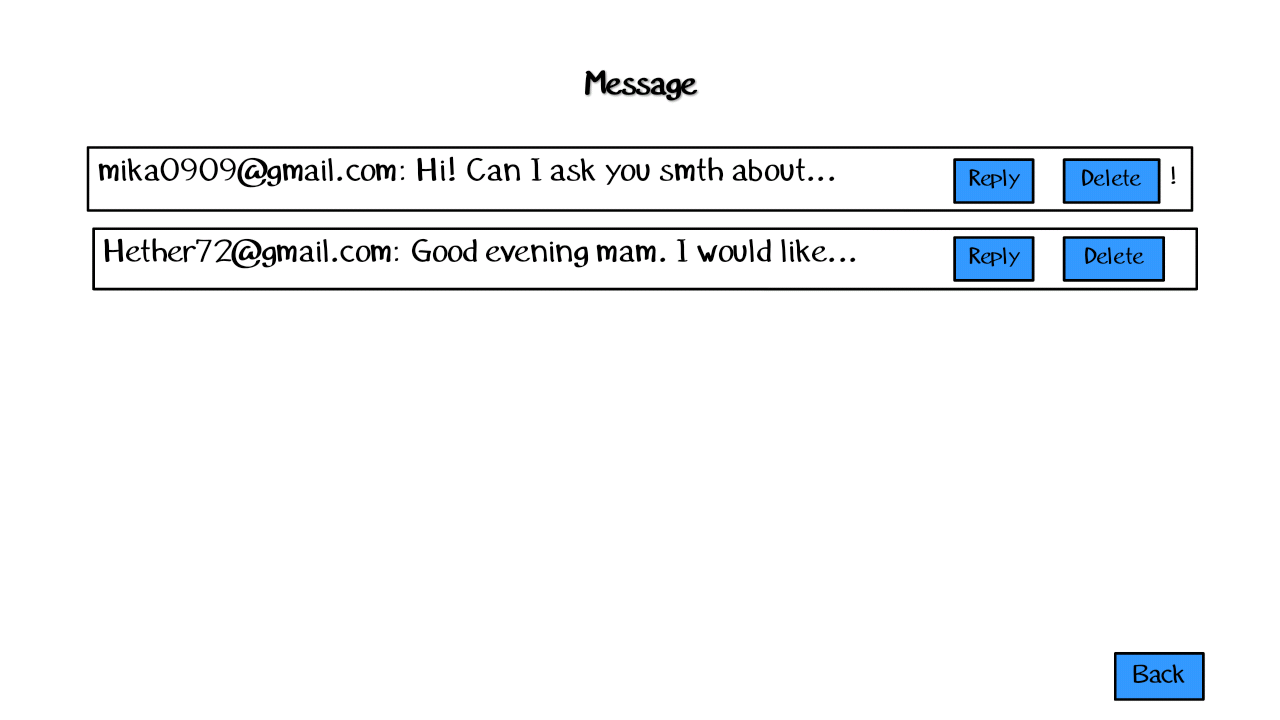 Message
mika0909@gmail.com: Hi! Can I ask you smth about... Reply Delete !
Hether72@gmail.com: Good evening mam. I would like... Reply Delete
Back